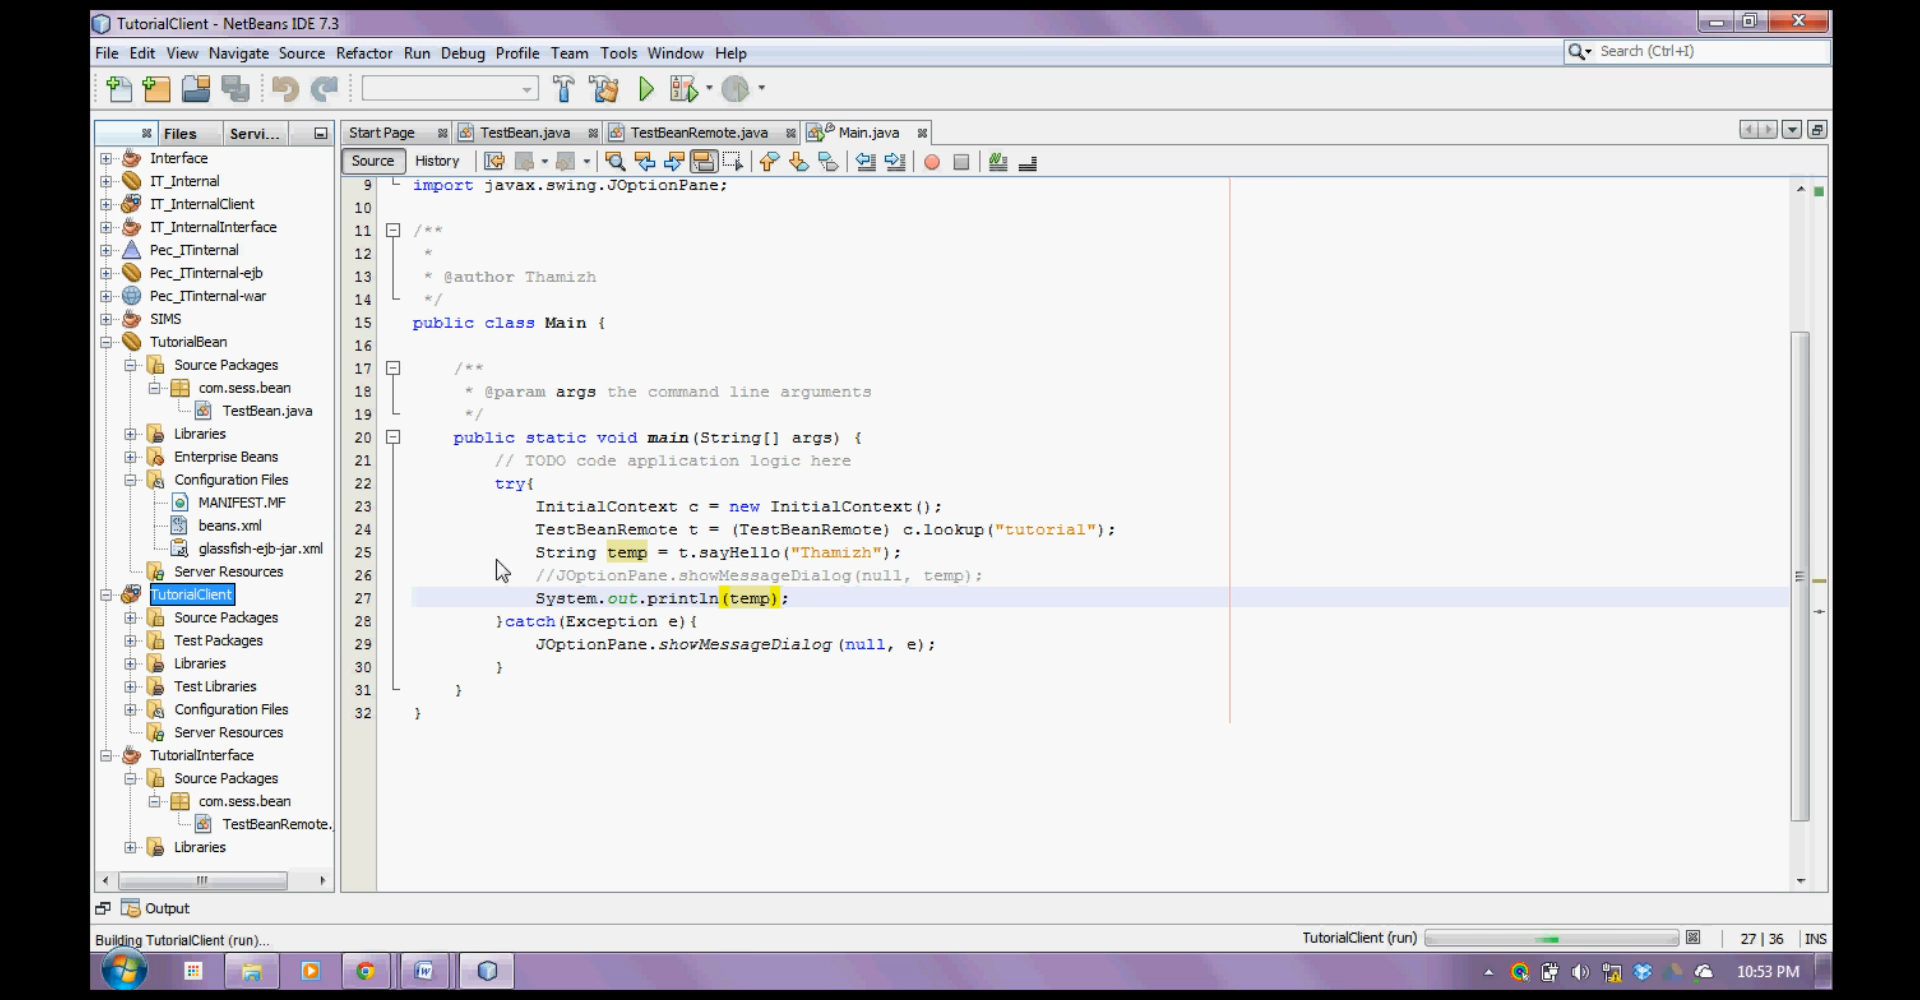 TutorialClient - NetBeans IDE 7.3
File Edit View Navigate Source Refactor Run Debug Profile Team Tools Window Help
Search (Ctrl+I)
Files Servi...
Start Page TestBean.java TestBeanRemote.java Main.java
Source History
Interface
IT_Internal
IT_InternalClient
IT_InternalInterface
Pec_ITinternal
Pec_ITinternal-ejb
Pec_ITinternal-war
SIMS
TutorialBean
Source Packages
com.sess.bean
TestBean.java
Libraries
Enterprise Beans
Configuration Files
MANIFEST.MF
beans.xml
glassfish-ejb-jar.xml
Server Resources
TutorialClient
Source Packages
Test Packages
Libraries
Test Libraries
Configuration Files
Server Resources
TutorialInterface
Source Packages
com.sess.bean
TestBeanRemote.
Libraries
9 import javax.swing.JOptionPane;
10
11 /**
12 *
13 * @author Thamizh
14 */
15 public class Main {
16
17 /**
18 * @param args the command line arguments
19 */
20 public static void main(String[] args) {
21 // TODO code application logic here
22 try{
23 InitialContext c = new InitialContext();
24 TestBeanRemote t = (TestBeanRemote) c.lookup("tutorial");
25 String temp = t.sayHello("Thamizh");
26 //JOptionPane.showMessageDialog(null, temp);
27 System.out.println(temp);
28 }catch(Exception e){
29 JOptionPane.showMessageDialog(null, e);
30 }
31 }
32 }
Output
Building TutorialClient (run)...
TutorialClient (run)
27 | 36 INS
10:53 PM